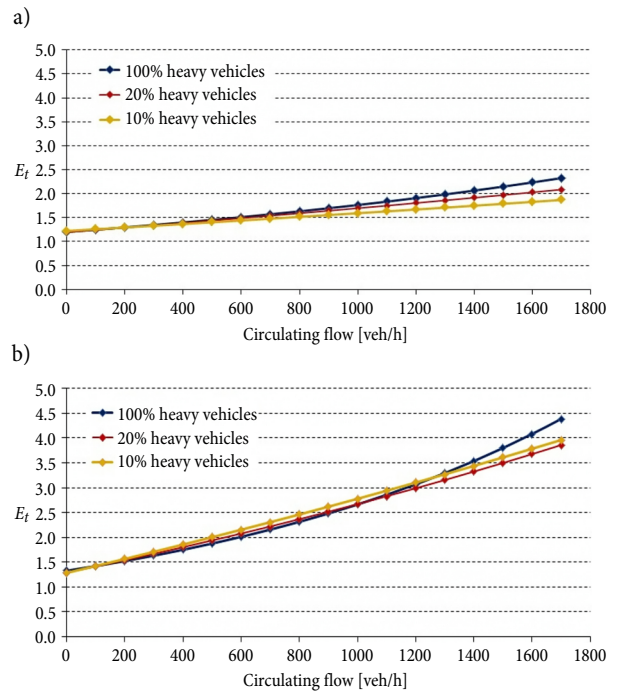 a)
5.0
4.5
4.0
3.5
3.0
2.5
2.0
1.5
1.0
0.5
0.0
E_t
100% heavy vehicles
20% heavy vehicles
10% heavy vehicles
0 200 400 600 800 1000 1200 1400 1600 1800
Circulating flow [veh/h]
b)
5.0
4.5
4.0
3.5
3.0
2.5
2.0
1.5
1.0
0.5
0.0
E_t
100% heavy vehicles
20% heavy vehicles
10% heavy vehicles
0 200 400 600 800 1000 1200 1400 1600 1800
Circulating flow [veh/h]